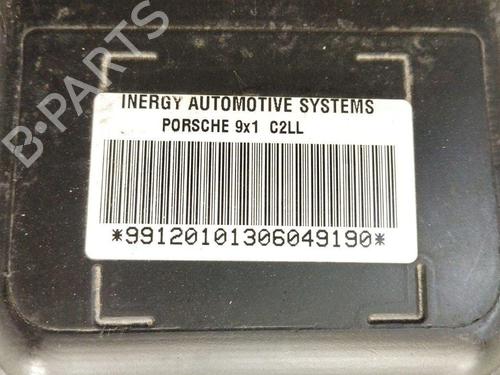 B-PARTS
INERGY AUTOMOTIVE SYSTEMS
PORSCHE 9x1 C2LL
*99120101306049190*